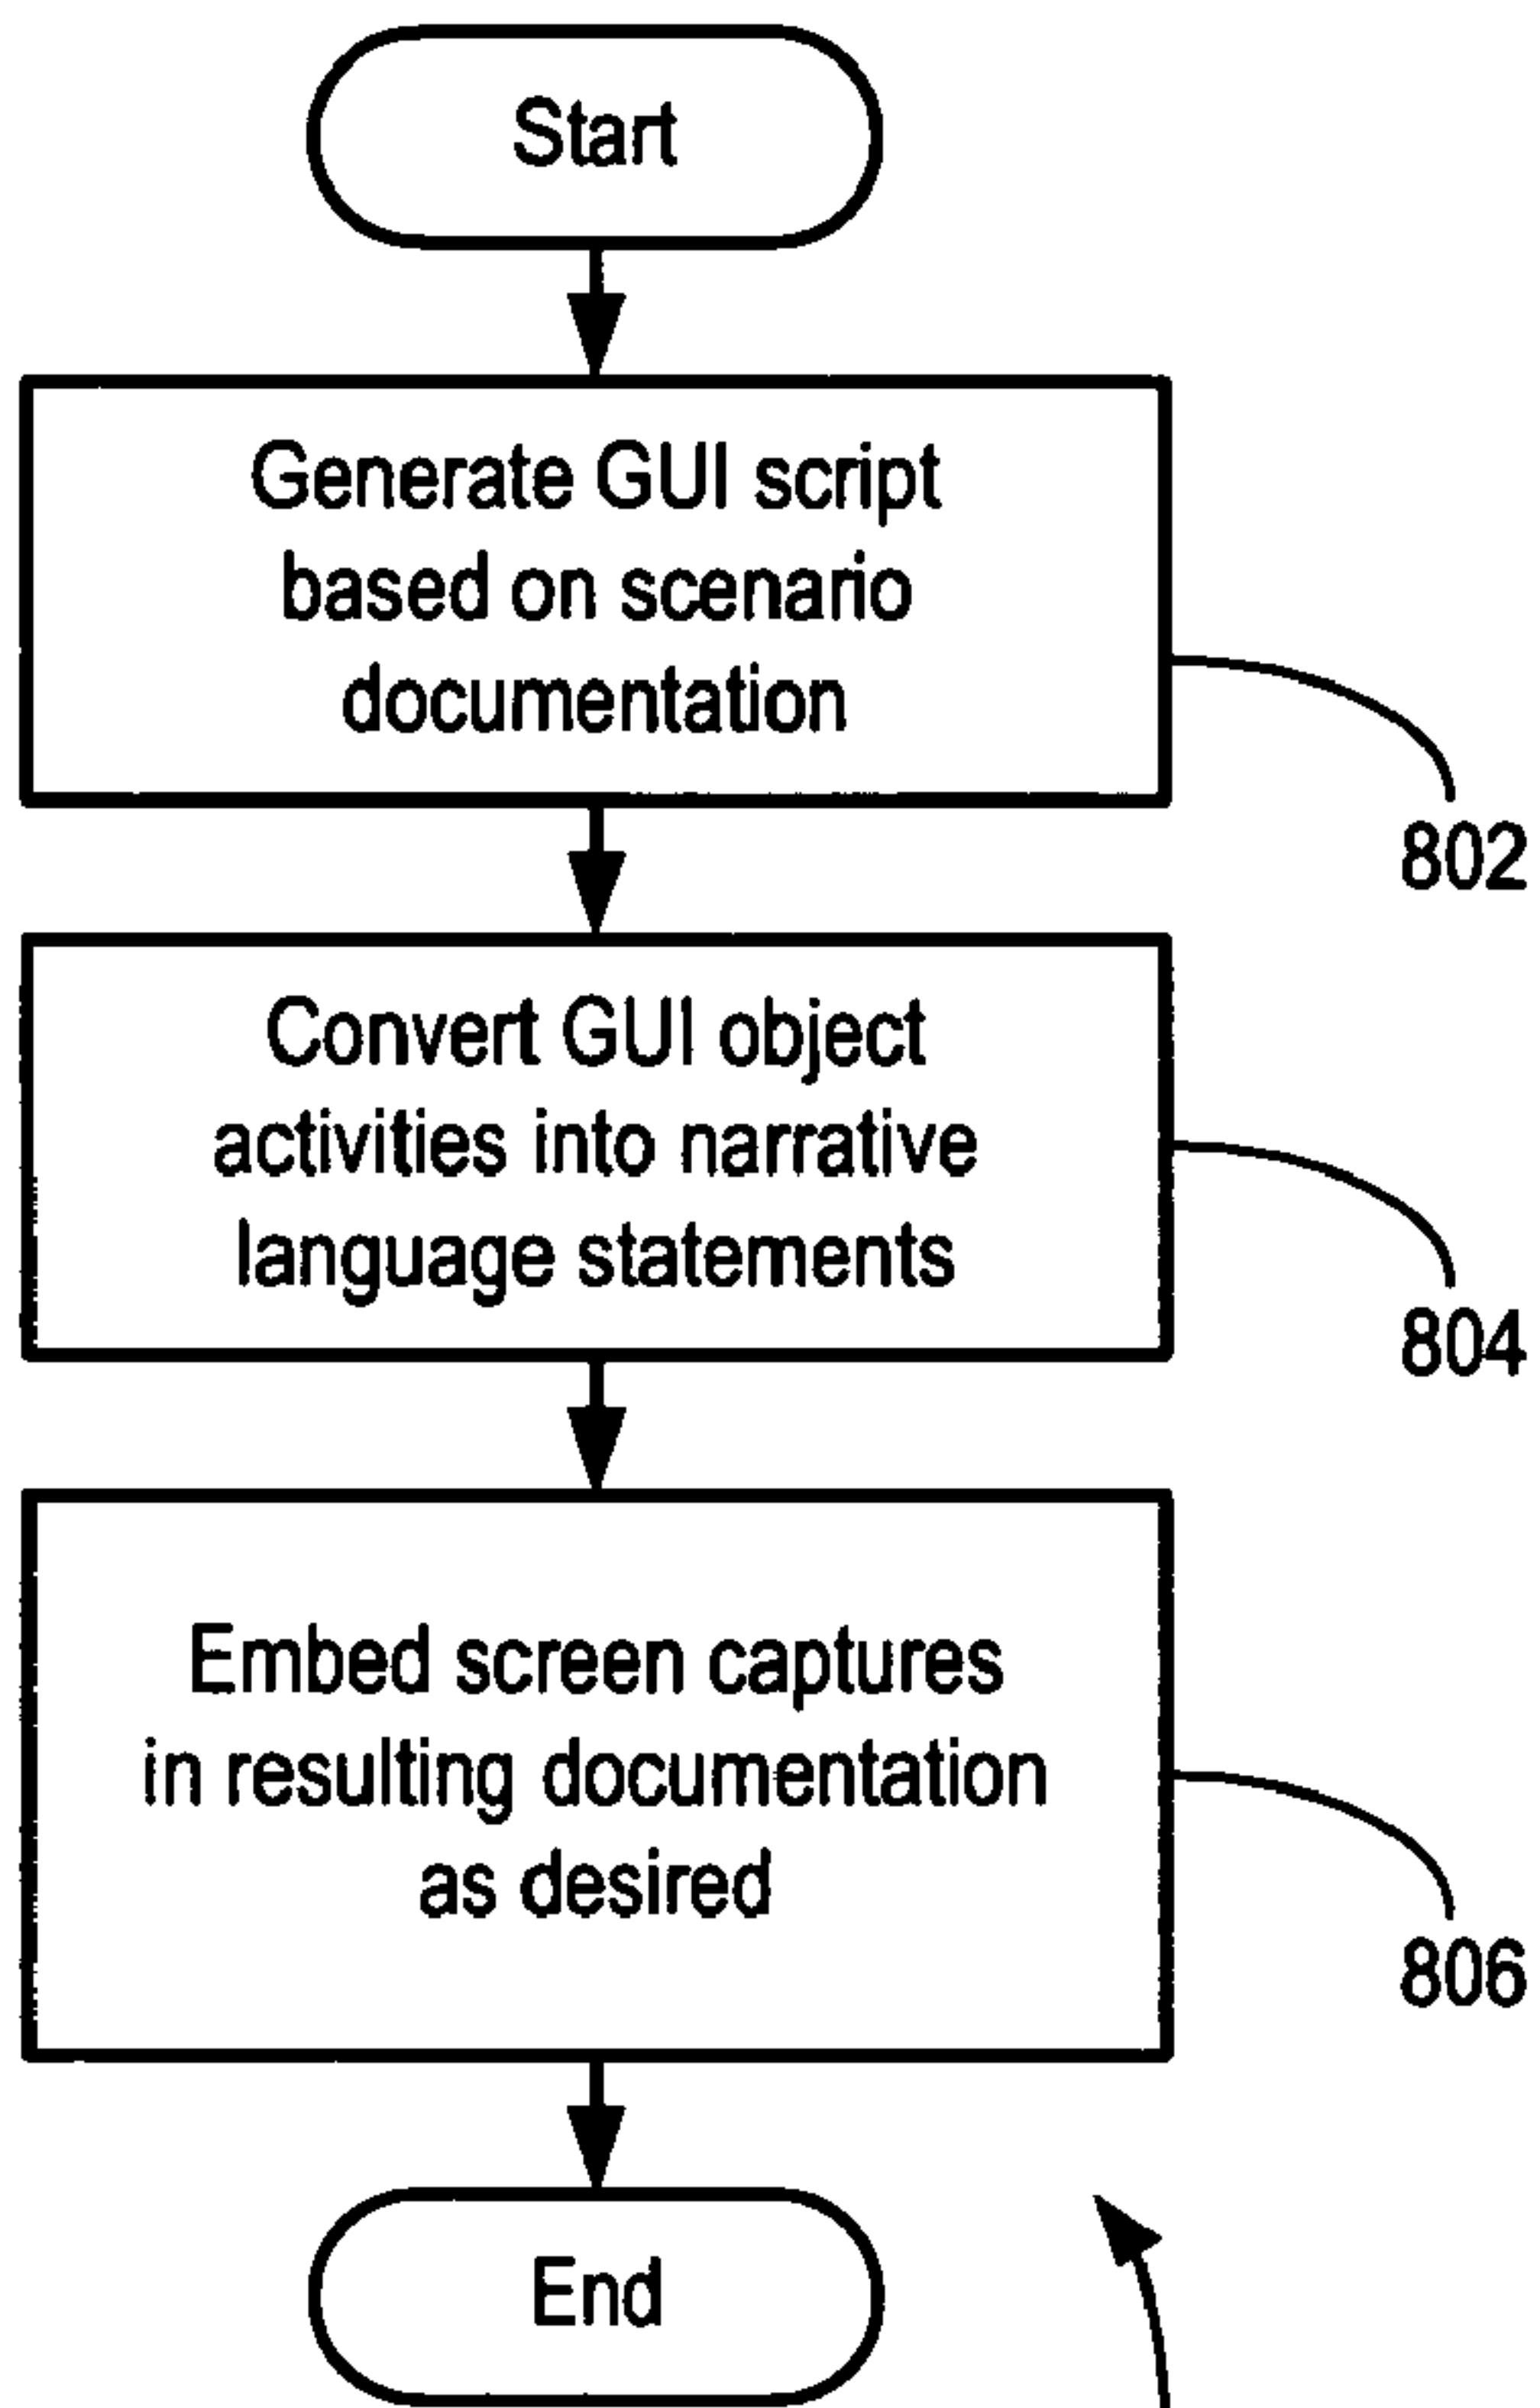 Start
Generate GUI script
based on scenario
documentation
802
Convert GUI object
activities into narrative
language statements
804
Embed screen captures
in resulting documentation
as desired
806
End